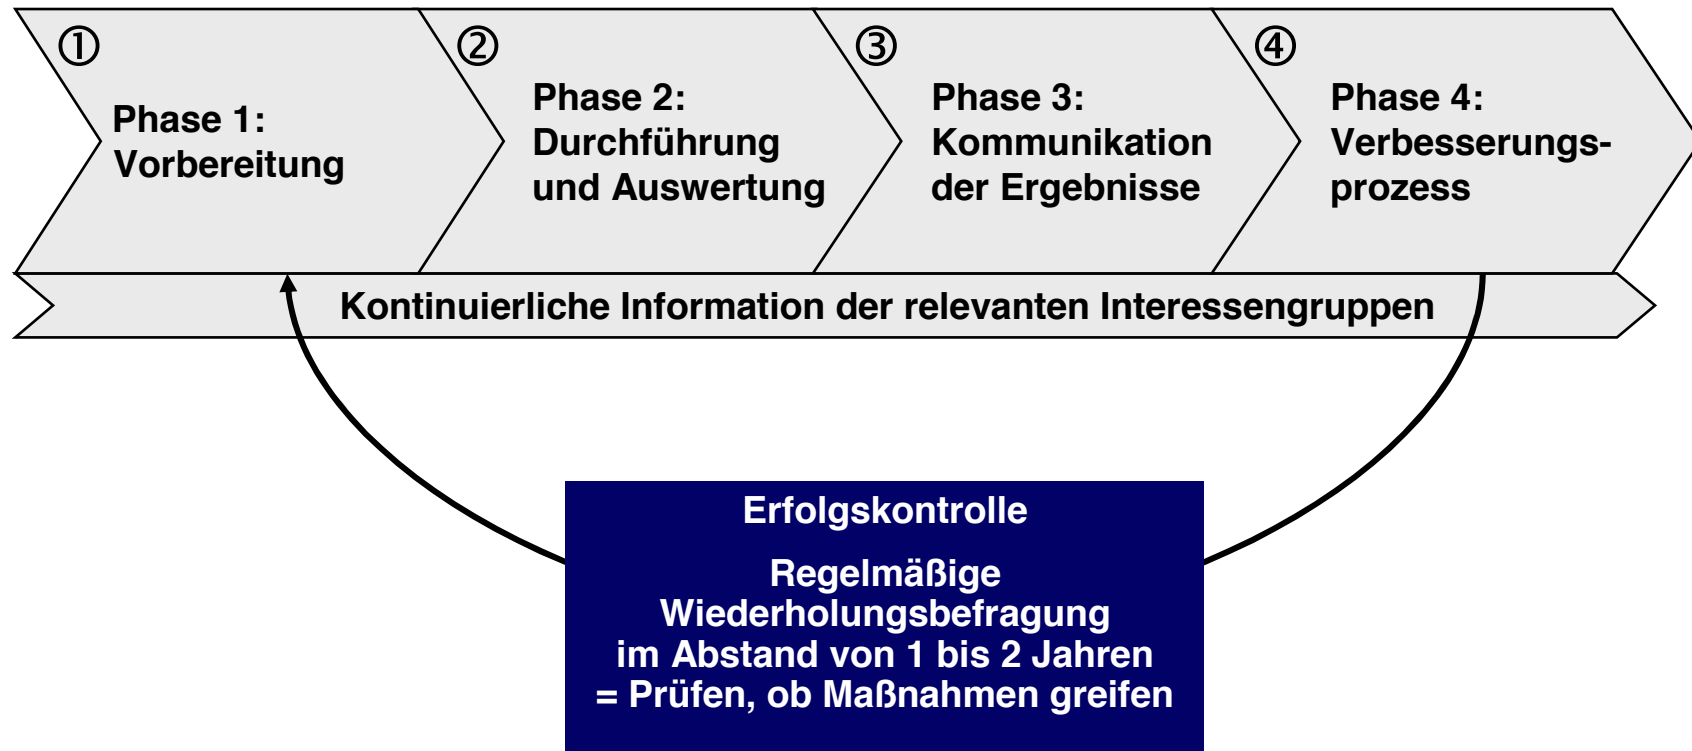 ①
Phase 1:
Vorbereitung
②
Phase 2:
Durchführung
und Auswertung
③
Phase 3:
Kommunikation
der Ergebnisse
④
Phase 4:
Verbesserungs-
prozess
Kontinuierliche Information der relevanten Interessengruppen
Erfolgskontrolle
Regelmäßige
Wiederholungsbefragung
im Abstand von 1 bis 2 Jahren
= Prüfen, ob Maßnahmen greifen